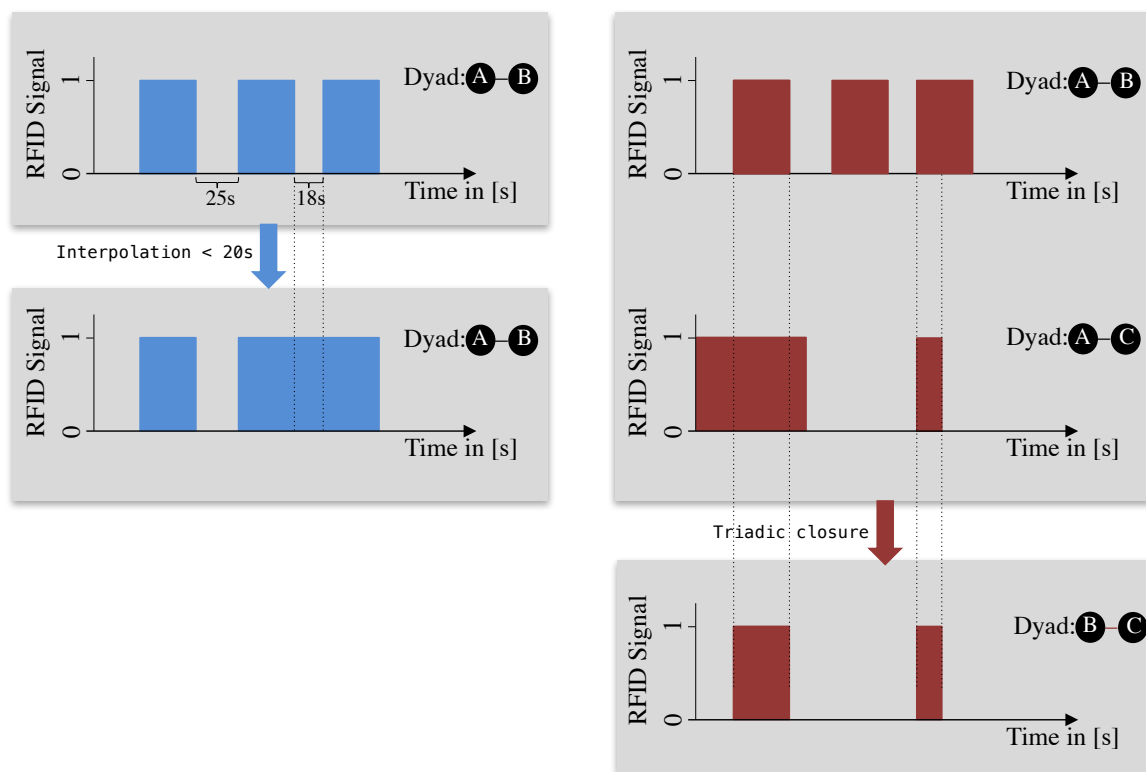 RFID Signal
1
0
Dyad: A B
25s
18s
Time in [s]
Interpolation < 20s
RFID Signal
1
0
Dyad: A B
Time in [s]
RFID Signal
1
0
Dyad: A B
Time in [s]
RFID Signal
1
0
Dyad: A C
Time in [s]
Triadic closure
RFID Signal
1
0
Dyad: B C
Time in [s]